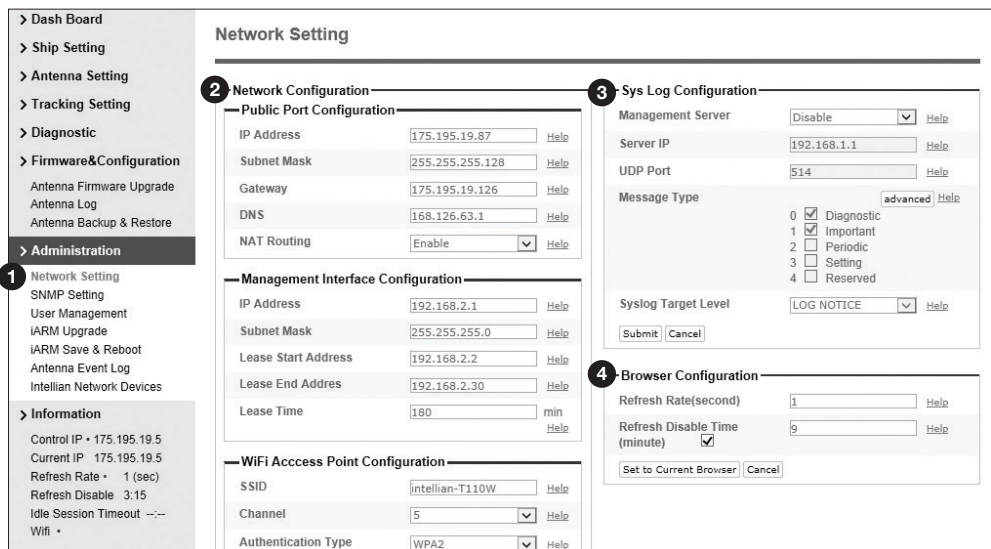 > Dash Board
> Ship Setting
> Antenna Setting
> Tracking Setting
> Diagnostic
> Firmware&Configuration
Antenna Firmware Upgrade
Antenna Log
Antenna Backup & Restore
> Administration
1
Network Setting
SNMP Setting
User Management
iARM Upgrade
iARM Save & Reboot
Antenna Event Log
Intellian Network Devices
> Information
Control IP • 175.195.19.5
Current IP 175.195.19.5
Refresh Rate • 1 (sec)
Refresh Disable 3:15
Idle Session Timeout --:--
Wifi •
Network Setting
2 Network Configuration
Public Port Configuration
IP Address 175.195.19.87 Help
Subnet Mask 255.255.255.128 Help
Gateway 175.195.19.126 Help
DNS 168.126.63.1 Help
NAT Routing Enable Help
Management Interface Configuration
IP Address 192.168.2.1 Help
Subnet Mask 255.255.255.0 Help
Lease Start Address 192.168.2.2 Help
Lease End Addres 192.168.2.30 Help
Lease Time 180 min
Help
WiFi Acccess Point Configuration
SSID intellian-T110W Help
Channel 5 Help
Authentication Type WPA2 Help
3 Sys Log Configuration
Management Server Disable Help
Server IP 192.168.1.1 Help
UDP Port 514 Help
Message Type advanced Help
0 Diagnostic
1 Important
2 Periodic
3 Setting
4 Reserved
Syslog Target Level LOG NOTICE Help
Submit Cancel
4 Browser Configuration
Refresh Rate(second) 1 Help
Refresh Disable Time
(minute) 9 Help
Set to Current Browser Cancel